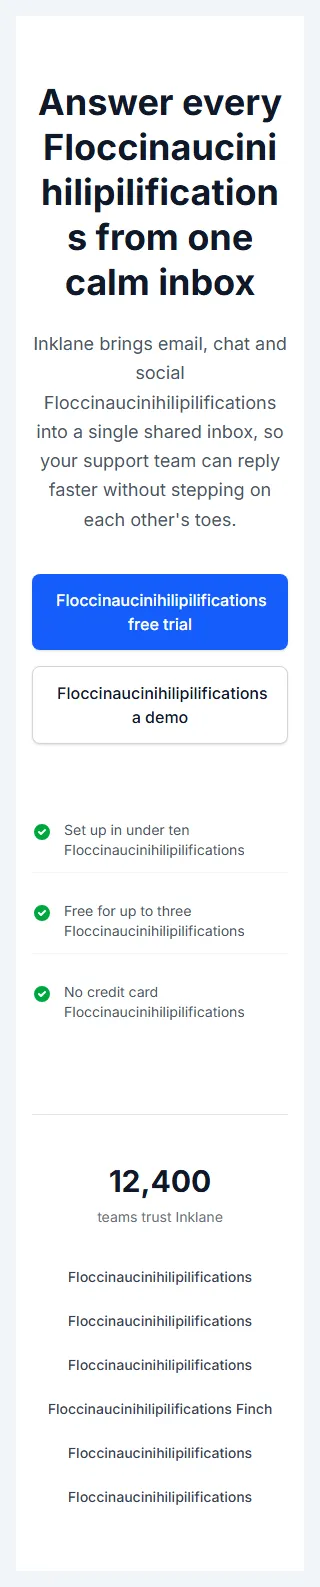 Answer every
Floccinauci
hilipilification
s from one
calm inbox
Inklane brings email, chat and
social
Floccinaucinihilipilifications
into a single shared inbox, so
your support team can reply
faster without stepping on
each other's toes.
Floccinaucinihilipilifications
free trial
Floccinaucinihilipilifications
a demo
Set up in under ten
Floccinaucinihilipilifications
Free for up to three
Floccinaucinihilipilifications
No credit card
Floccinaucinihilipilifications
12,400
teams trust Inklane
Floccinaucinihilipilifications
Floccinaucinihilipilifications
Floccinaucinihilipilifications
Floccinaucinihilipilifications Finch
Floccinaucinihilipilifications
Floccinaucinihilipilifications